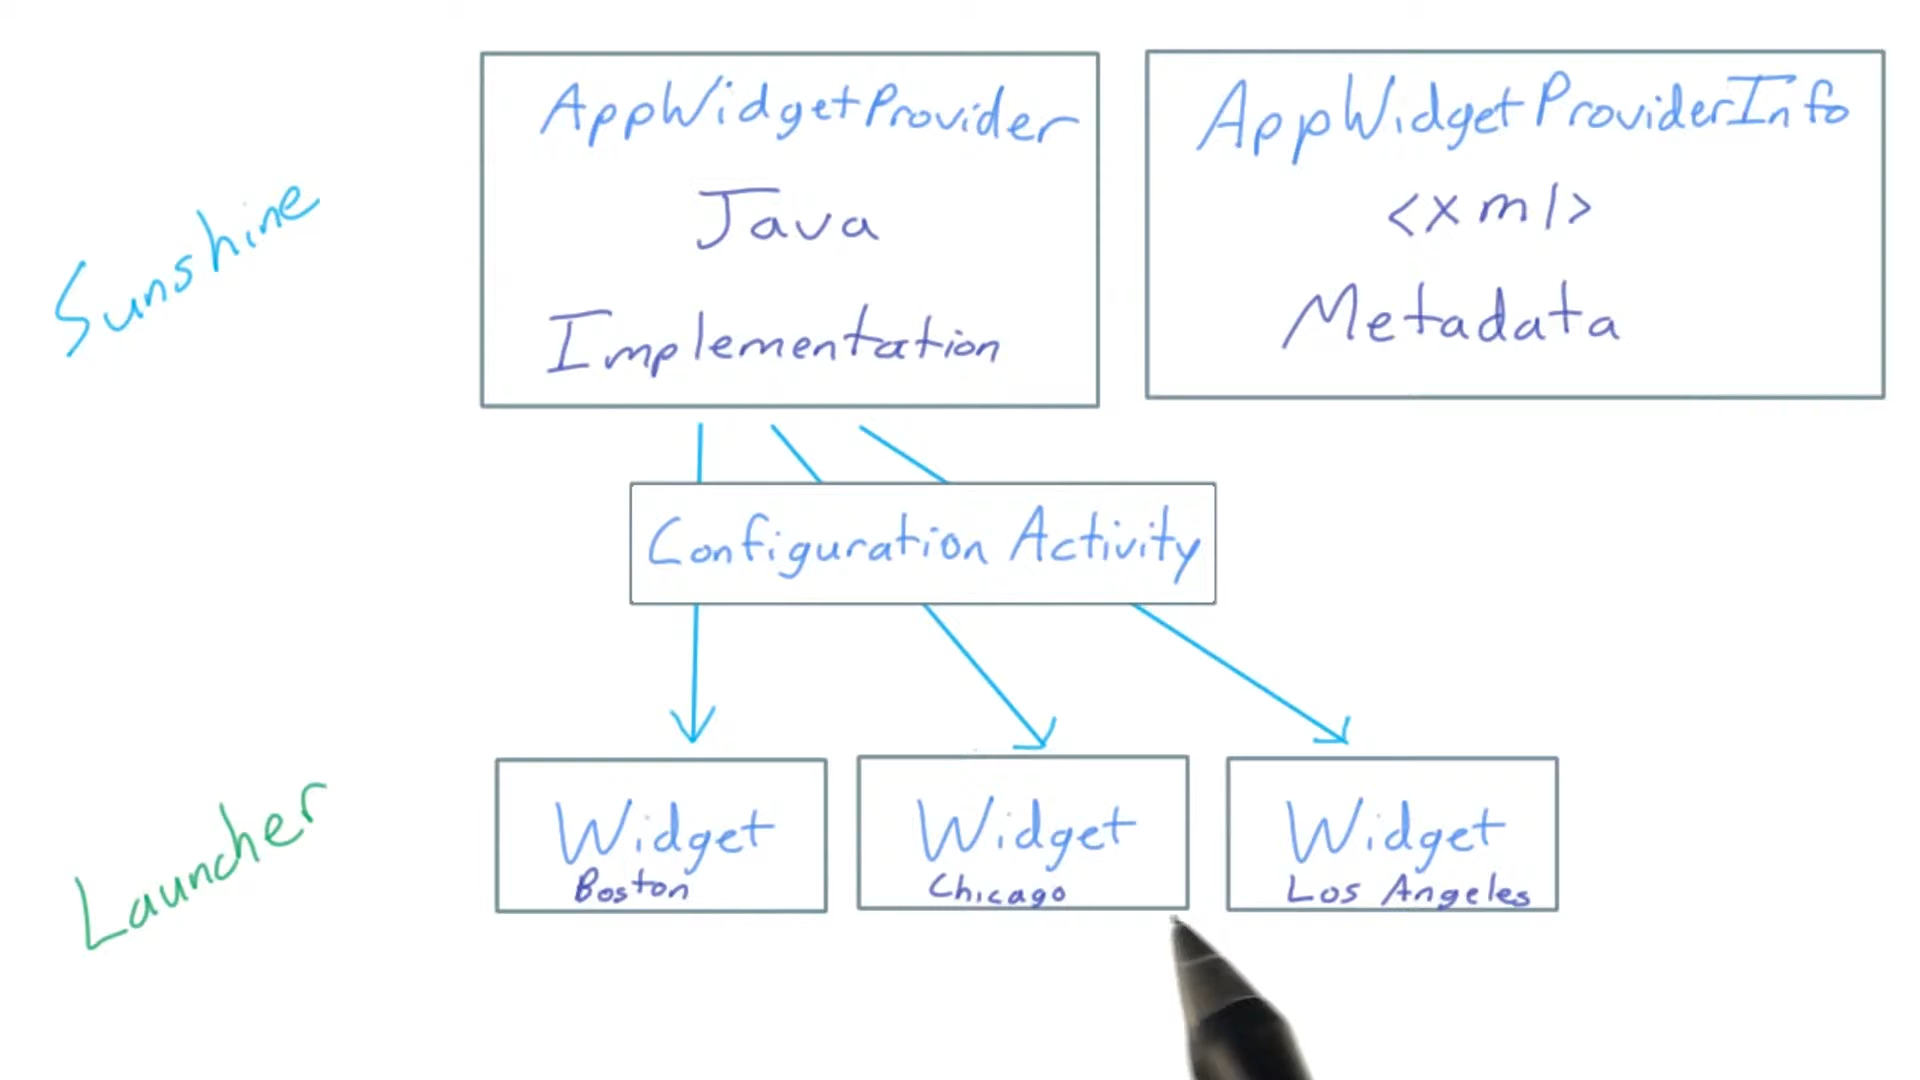 Sunshine
AppWidgetProvider
Java
Implementation
AppWidgetProviderInfo
<xml>
Metadata
Configuration Activity
Launcher
Widget
Boston
Widget
Chicago
Widget
Los Angeles